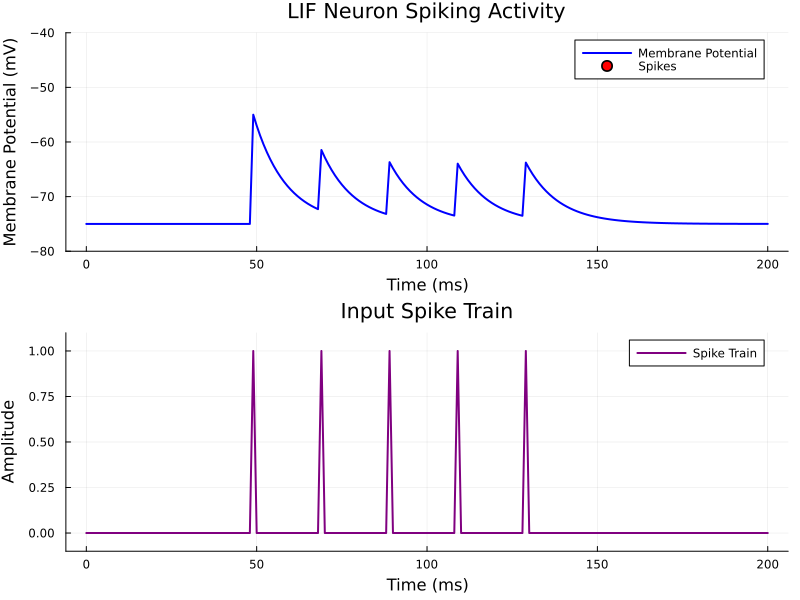 LIF Neuron Spiking Activity
Membrane Potential (mV)
−40
−50
−60
−70
−80
Membrane Potential
Spikes
0
50
100
150
200
Time (ms)
Input Spike Train
Amplitude
1.00
0.75
0.50
0.25
0.00
Spike Train
0
50
100
150
200
Time (ms)